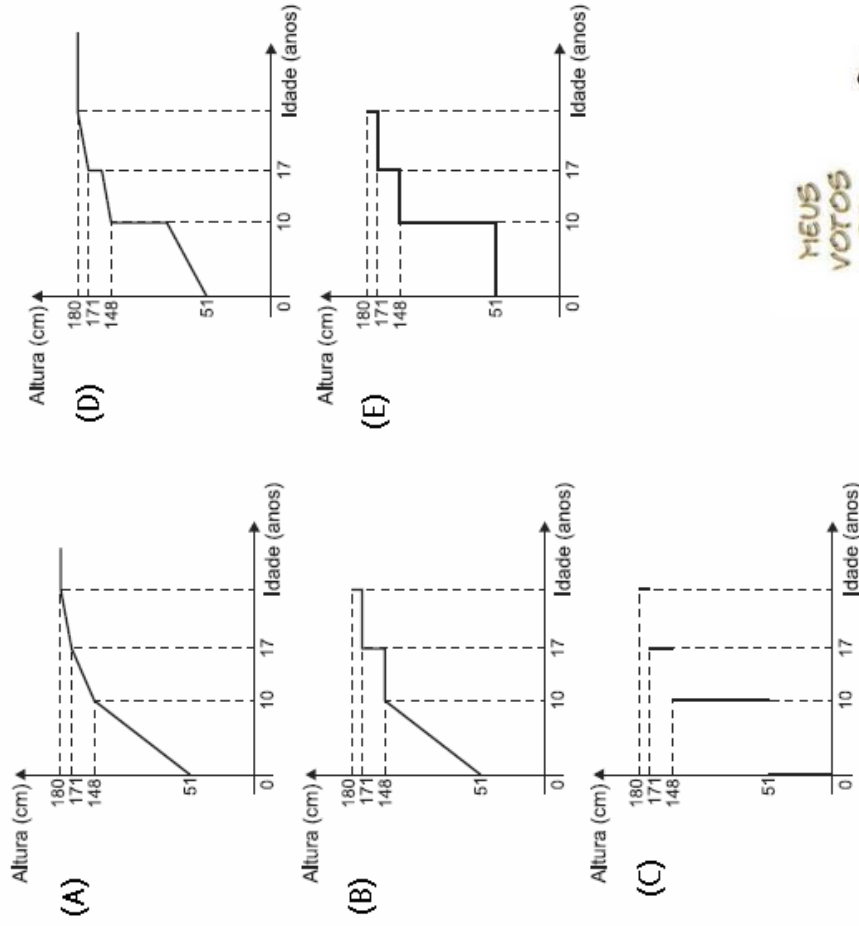 (A)
Altura (cm)
180
171
148
51
0
10
17
Idade (anos)
(B)
Altura (cm)
180
171
148
51
0
10
17
Idade (anos)
(C)
Altura (cm)
180
171
148
51
0
10
17
Idade (anos)
(D)
Altura (cm)
180
171
148
51
0
10
17
Idade (anos)
(E)
Altura (cm)
180
171
148
51
0
10
17
Idade (anos)
MEUS
VOTOS